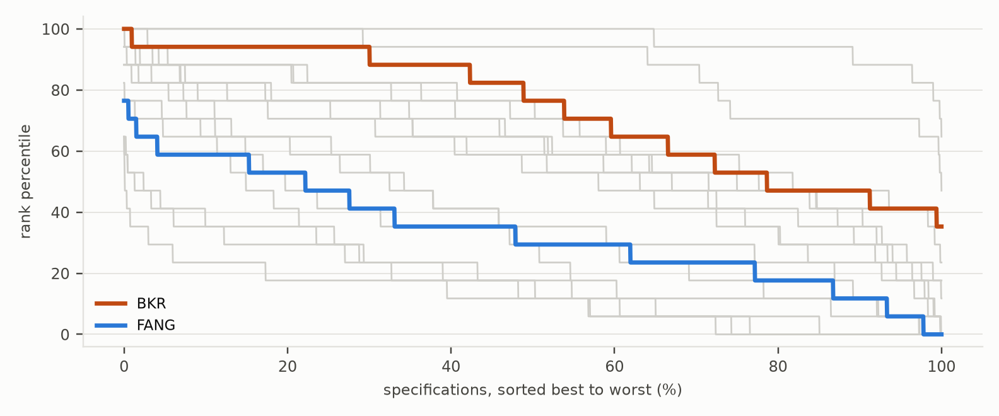 rank percentile
100
80
60
40
20
0
BKR
FANG
0 20 40 60 80 100
specifications, sorted best to worst (%)